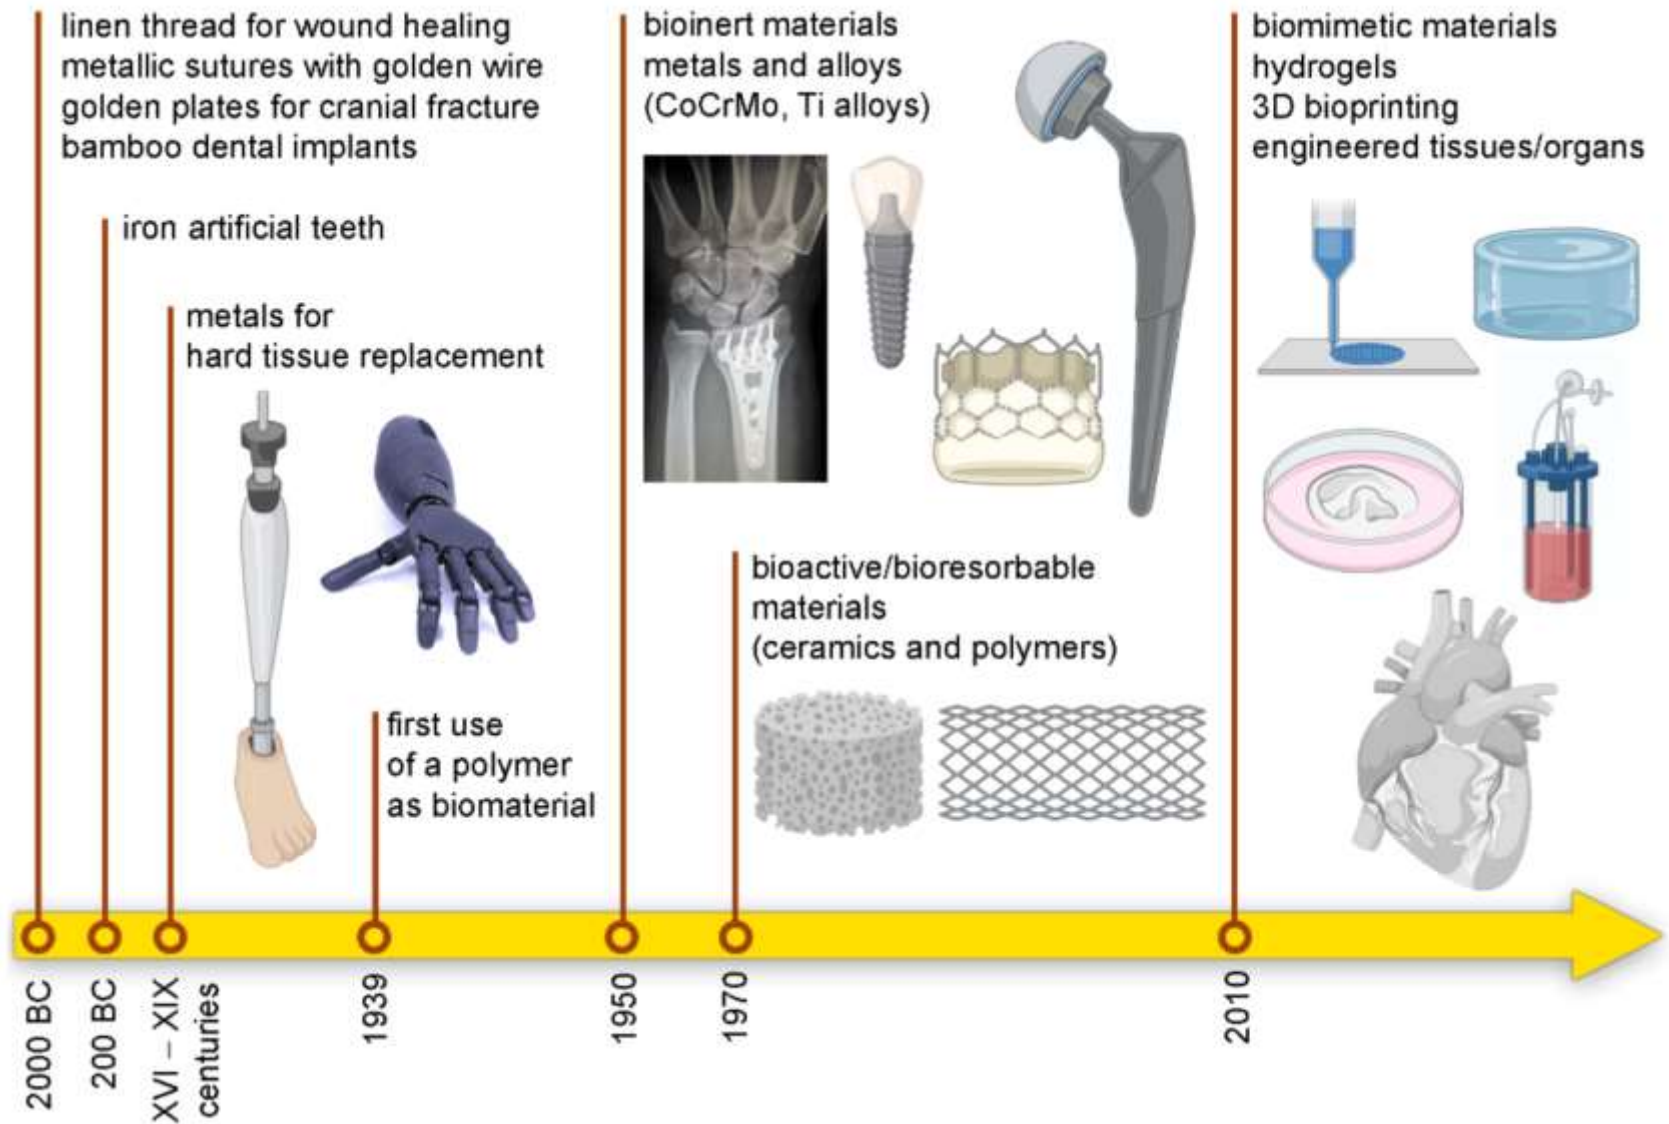 linen thread for wound healing
metallic sutures with golden wire
golden plates for cranial fracture
bamboo dental implants
iron artificial teeth
metals for
hard tissue replacement
first use
of a polymer
as biomaterial
bioinert materials
metals and alloys
(CoCrMo, Ti alloys)
bioactive/bioresorbable
materials
(ceramics and polymers)
biomimetic materials
hydrogels
3D bioprinting
engineered tissues/organs
2000 BC
200 BC
XVI – XIX
centuries
1939
1950
1970
2010